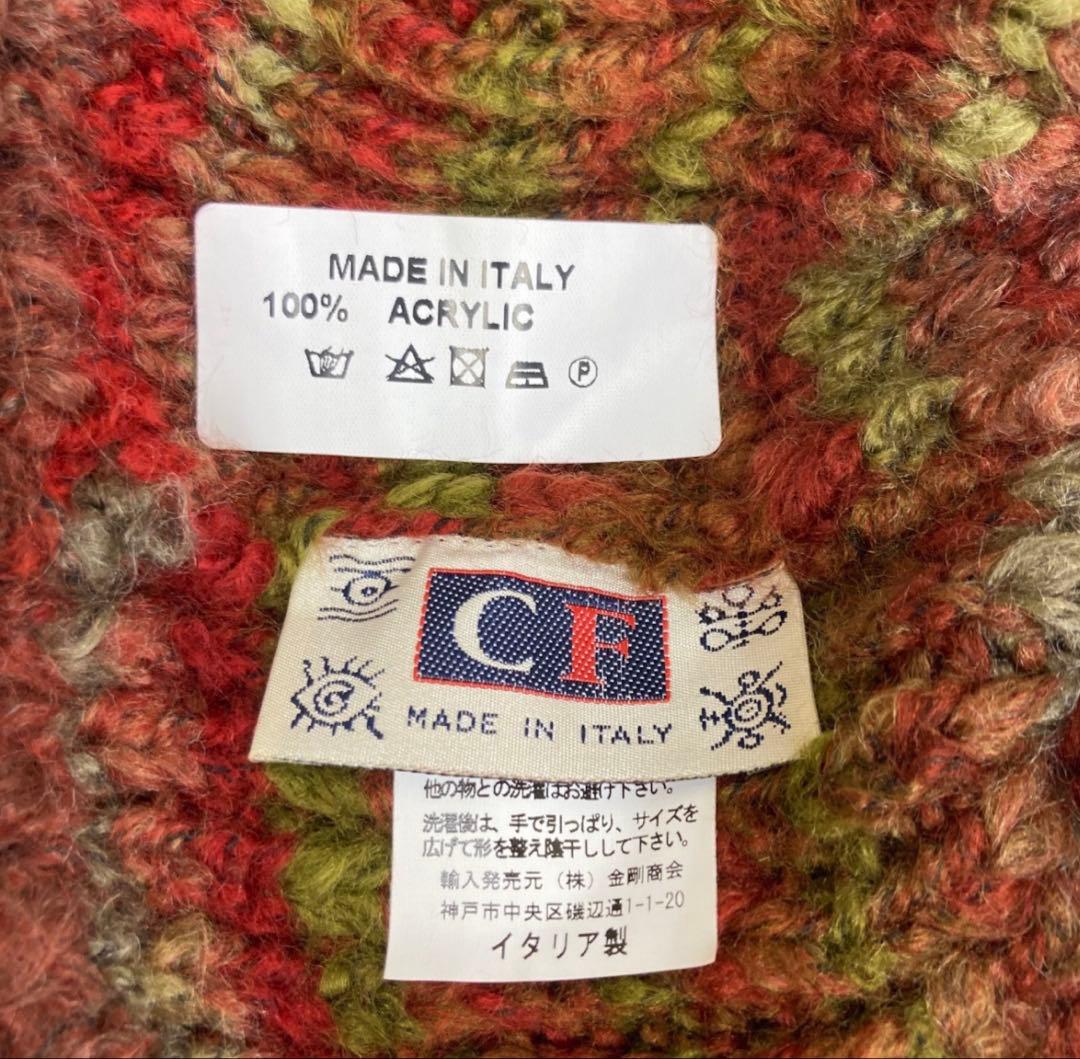 MADE IN ITALY
100% ACRYLIC
P
CF
MADE IN ITALY
他の物との洗濯はお避け下さい。
洗濯後は、手で引っぱり、サイズを
広げて形を整え陰干しして下さい。
輸入発売元（株）金剛商会
神戸市中央区磯辺通1-1-20
イタリア製